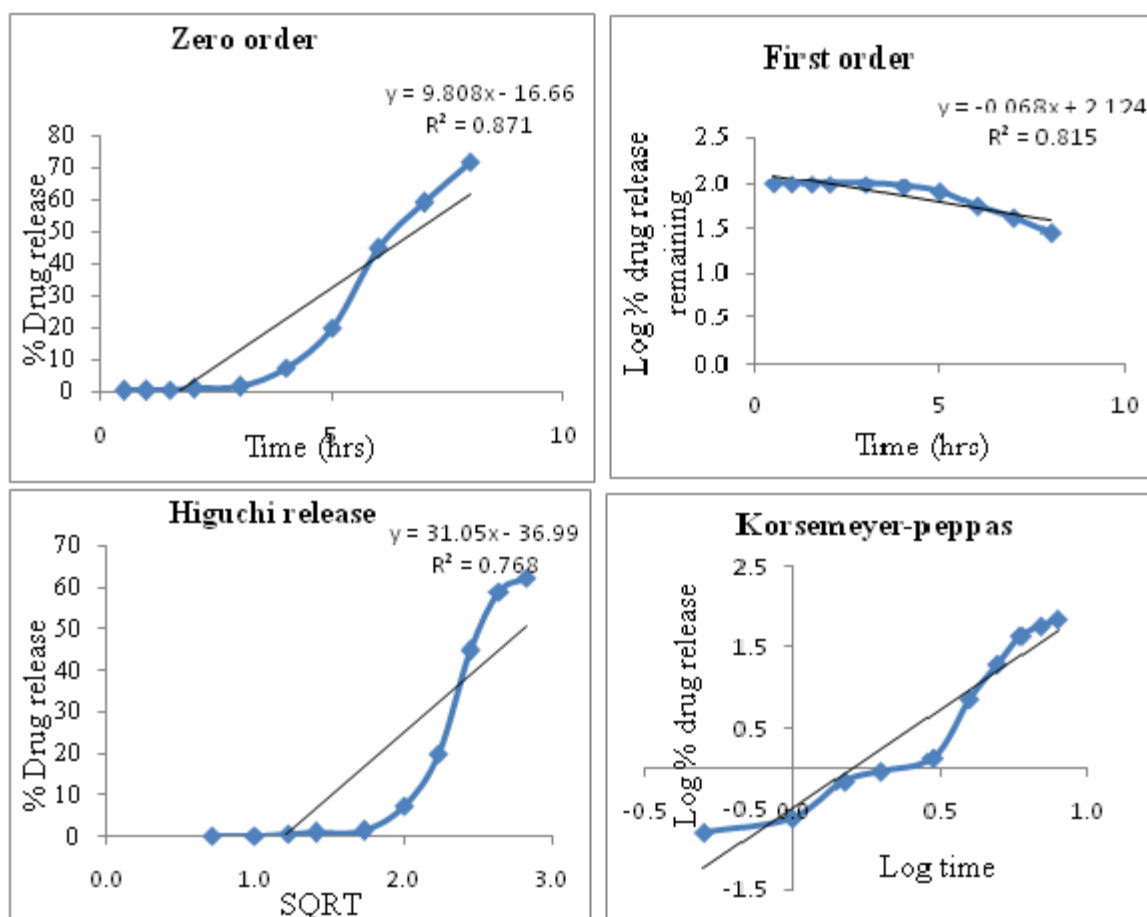 Zero order
y = 9.808x - 16.66
R² = 0.871
% Drug release
80
70
60
50
40
30
20
10
0
0
5
10
Time (hrs)
First order
y = -0.068x + 2.124
R² = 0.815
Log % drug release
remaining
2.5
2.0
1.5
1.0
0.5
0.0
0
5
10
Time (hrs)
Higuchi release
y = 31.05x - 36.99
R² = 0.768
% Drug release
70
60
50
40
30
20
10
0
0.0
1.0
2.0
3.0
SQRT
Korsemeyer-peppas
Log % drug release
2.5
1.5
0.5
-0.5
-1.5
-0.5
0.0
0.5
1.0
Log time